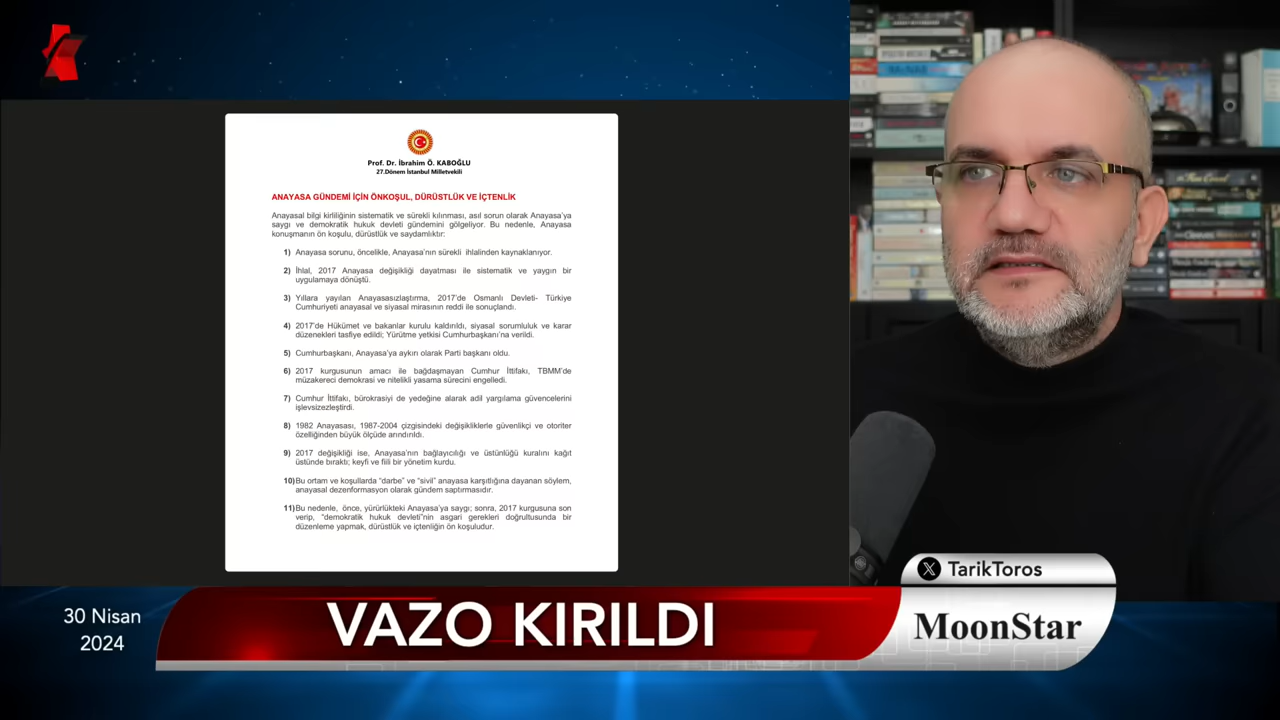 Prof. Dr. İbrahim Ö. KABOĞLU
27.Dönem İstanbul Milletvekili
ANAYASA GÜNDEMİ İÇİN ÖNKOŞUL, DÜRÜSTLÜK VE İÇTENLİK
Anayasal bilgi kirliliğinin sistematik ve sürekli kılınması, asıl sorun olarak Anayasa’ya
saygı ve demokratik hukuk devleti gündemini gölgeliyor. Bu nedenle, Anayasa
konuşmanın ön koşulu, dürüstlük ve saydamlıktır:
1) Anayasa sorunu, öncelikle, Anayasa’nın sürekli ihlalinden kaynaklanıyor.
2) İhlal, 2017 Anayasa değişikliği dayatması ile sistematik ve yaygın bir
uygulamaya dönüştü.
3) Yıllara yayılan Anayasasızlaştırma, 2017’de Osmanlı Devleti- Türkiye
Cumhuriyeti anayasal ve siyasal mirasının reddi ile sonuçlandı.
4) 2017’de Hükümet ve bakanlar kurulu kaldırıldı, siyasal sorumluluk ve karar
düzenekleri tasfiye edildi; Yürütme yetkisi Cumhurbaşkanı’na verildi.
5) Cumhurbaşkanı, Anayasa’ya aykırı olarak Parti başkanı oldu.
6) 2017 kurgusunun amacı ile bağdaşmayan Cumhur İttifakı, TBMM’de
müzakereci demokrasi ve nitelikli yasama sürecini engelledi.
7) Cumhur İttifakı, bürokrasiyi de yedeğine alarak adil yargılama güvencelerini
işlevsizezleştirdi.
8) 1982 Anayasası, 1987-2004 çizgisindeki değişikliklerle güvenlikçi ve otoriter
özelliğinden büyük ölçüde arındırıldı.
9) 2017 değişikliği ise, Anayasa’nın bağlayıcılığı ve üstünlüğü kuralını kağıt
üstünde bıraktı; keyfi ve fiili bir yönetim kurdu.
10)Bu ortam ve koşullarda “darbe” ve “sivil” anayasa karşıtlığına dayanan söylem,
anayasal dezenformasyon olarak gündem saptırmasıdır.
11)Bu nedenle, önce, yürürlükteki Anayasa’ya saygı; sonra, 2017 kurgusuna son
verip, “demokratik hukuk devleti”nin asgari gerekleri doğrultusunda bir
düzenleme yapmak, dürüstlük ve içtenliğin ön koşuludur.
TarikToros
MoonStar
30 Nisan
2024
VAZO KIRILDI